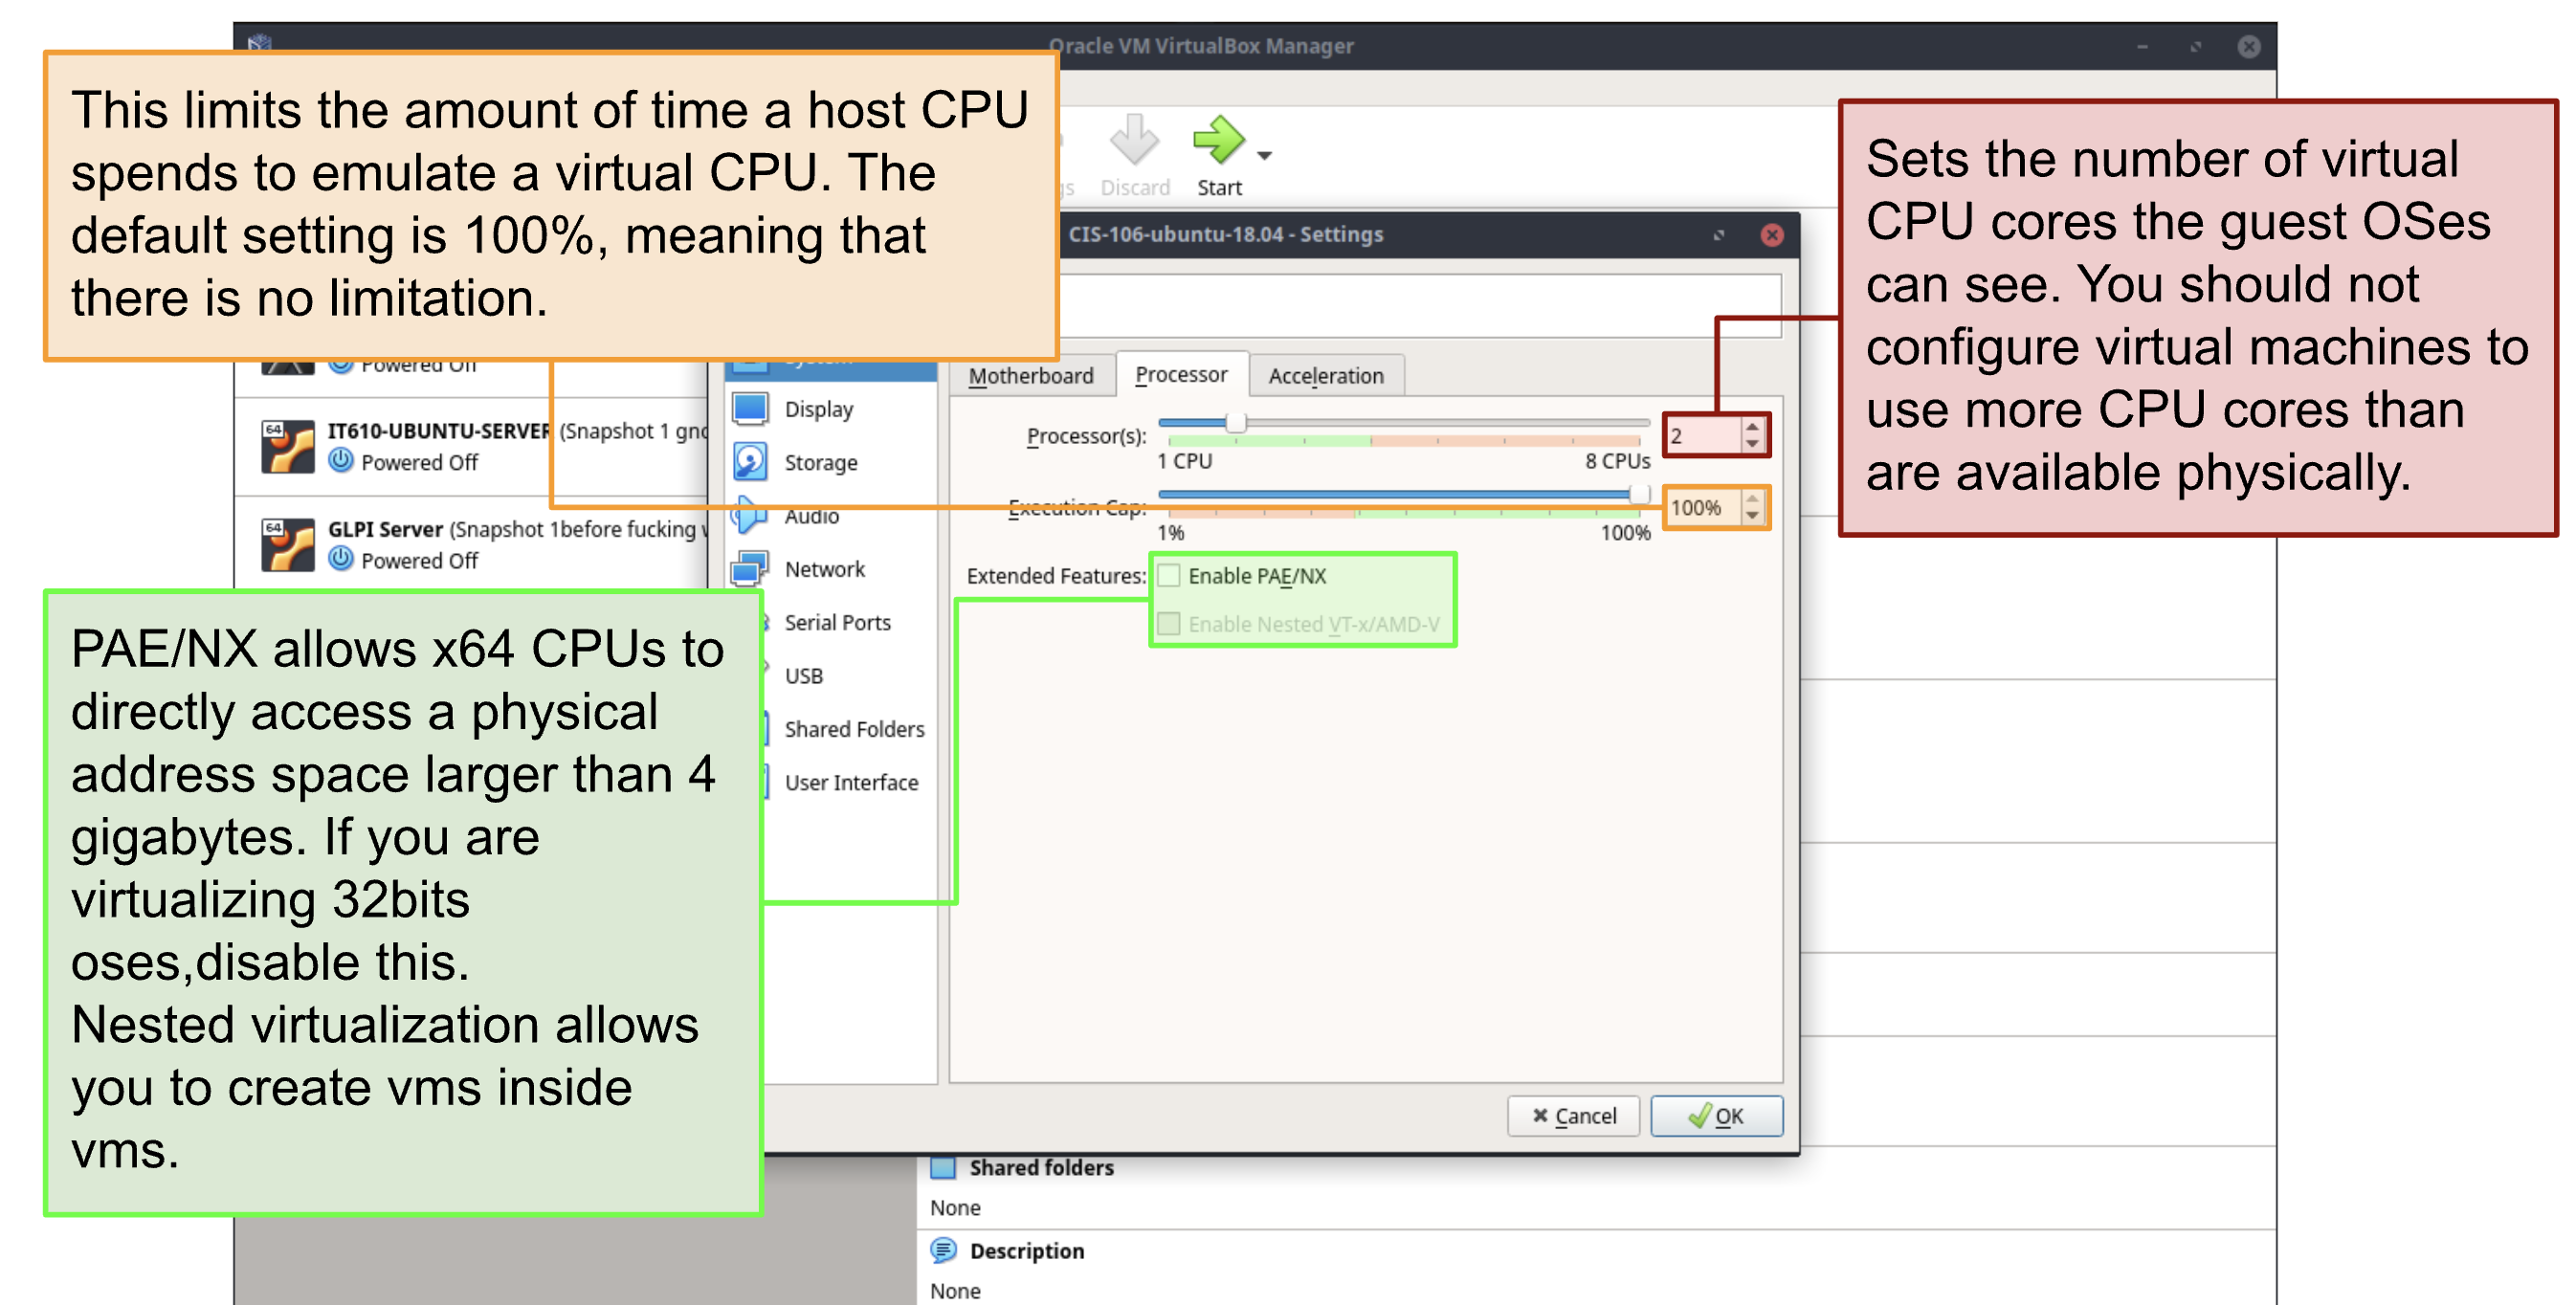 Oracle VM VirtualBox Manager
This limits the amount of time a host CPU
spends to emulate a virtual CPU. The
default setting is 100%, meaning that
there is no limitation.
Discard
Start
Sets the number of virtual
CPU cores the guest OSes
can see. You should not
configure virtual machines to
use more CPU cores than
are available physically.
CIS-106-ubuntu-18.04 - Settings
Powered Off
64
IT610-UBUNTU-SERVER (Snapshot 1
Powered Off
64
GLPI Server (Snapshot 1before fucking
Powered Off
System
Display
Storage
Audio
Network
Serial Ports
USB
Shared Folders
User Interface
Motherboard
Processor
Acceleration
Processor(s):
2
1 CPU
8 CPUs
Execution Cap:
100%
1%
100%
Extended Features:
Enable PAE/NX
Enable Nested VT-x/AMD-V
PAE/NX allows x64 CPUs to
directly access a physical
address space larger than 4
gigabytes. If you are
virtualizing 32bits
oses,disable this.
Nested virtualization allows
you to create vms inside
vms.
Cancel
OK
Shared folders
None
Description
None